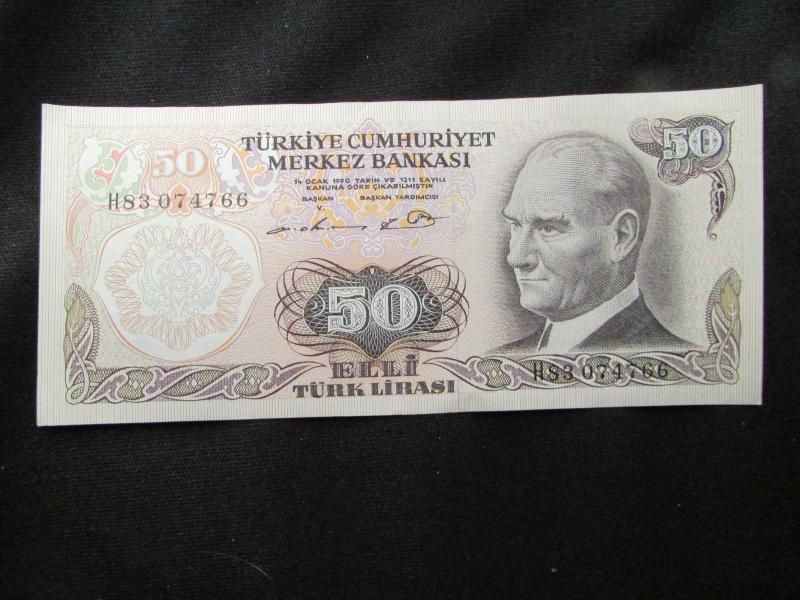 50
TÜRKİYE CUMHURİYET
MERKEZ BANKASI
50
14 OCAK 1970 TARİH VE 1211 SAYILI
KANUNA GÖRE ÇIKARILMIŞTIR
BAŞKAN BAŞKAN YARDIMCISI
V.
H83 074766
50
ELLİ
TÜRK LİRASI
H83 074766